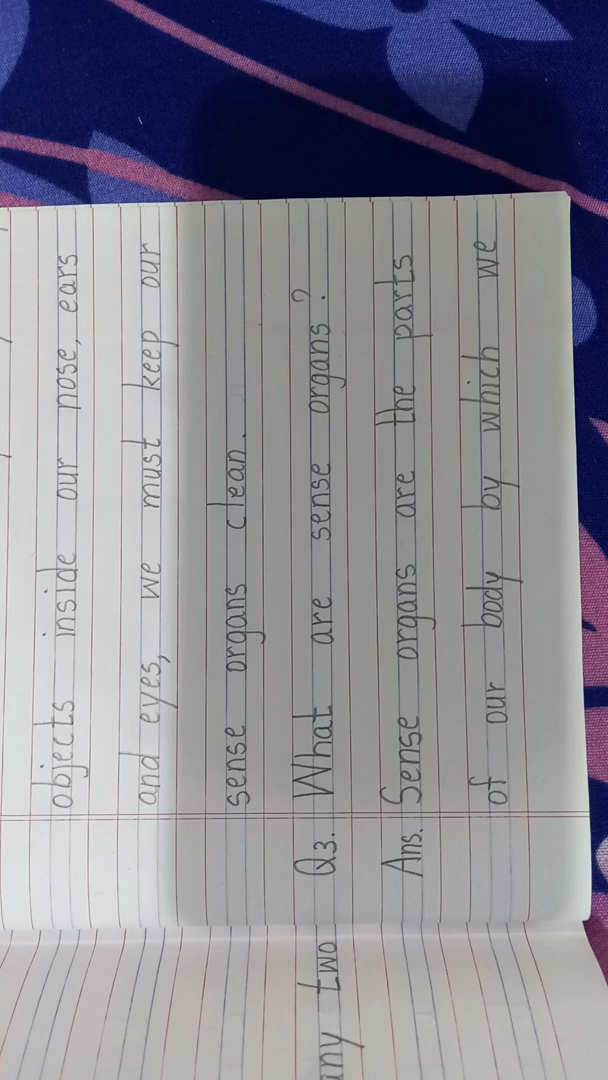 objects inside our nose, ears
and eyes, we must keep our
sense organs clean.
any two
Q3. What are sense organs?
Ans. Sense organs are the parts
of our body by which we